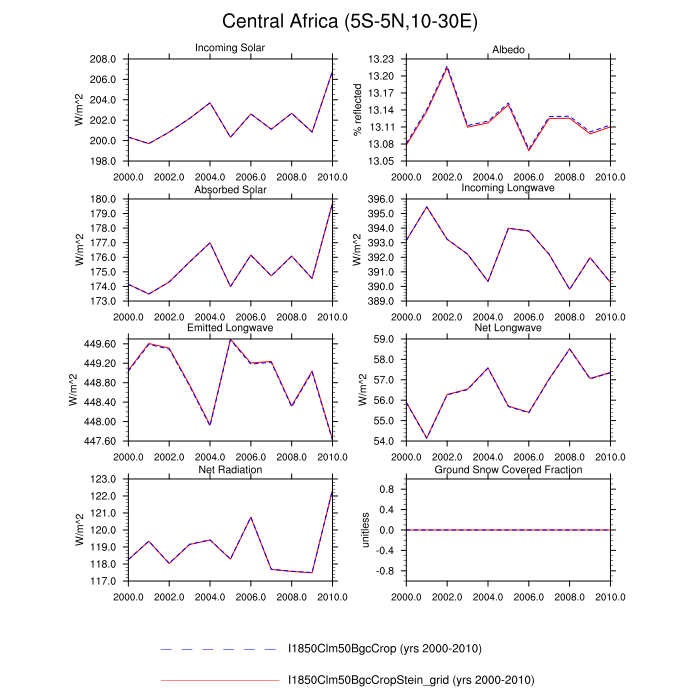 Central Africa (5S-5N,10-30E)
Incoming Solar
208.0
206.0
204.0
202.0
200.0
198.0
W/m^2
2000.0 2002.0 2004.0 2006.0 2008.0 2010.0
Albedo
13.23
13.20
13.17
13.14
13.11
13.08
13.05
% reflected
2000.0 2002.0 2004.0 2006.0 2008.0 2010.0
Absorbed Solar
180.0
179.0
178.0
177.0
176.0
175.0
174.0
173.0
W/m^2
2000.0 2002.0 2004.0 2006.0 2008.0 2010.0
Incoming Longwave
396.0
395.0
394.0
393.0
392.0
391.0
390.0
389.0
W/m^2
2000.0 2002.0 2004.0 2006.0 2008.0 2010.0
Emitted Longwave
449.60
449.20
448.80
448.40
448.00
447.60
W/m^2
2000.0 2002.0 2004.0 2006.0 2008.0 2010.0
Net Longwave
59.0
58.0
57.0
56.0
55.0
54.0
W/m^2
2000.0 2002.0 2004.0 2006.0 2008.0 2010.0
Net Radiation
123.0
122.0
121.0
120.0
119.0
118.0
117.0
W/m^2
2000.0 2002.0 2004.0 2006.0 2008.0 2010.0
Ground Snow Covered Fraction
0.8
0.4
0.0
-0.4
-0.8
unitless
2000.0 2002.0 2004.0 2006.0 2008.0 2010.0
I1850Clm50BgcCrop (yrs 2000-2010)
I1850Clm50BgcCropStein_grid (yrs 2000-2010)